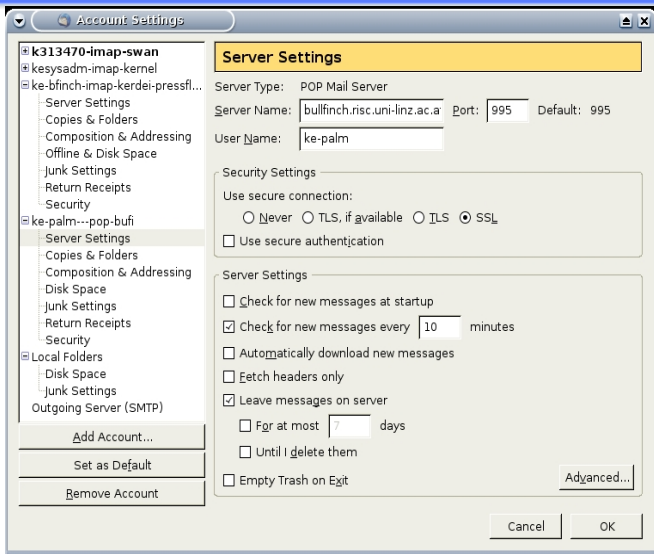 Account Settings
k313470-imap-swan
kesysadm-imap-kernel
ke-bfinch-imap-kerdei-pressfl...
Server Settings
Copies & Folders
Composition & Addressing
Offline & Disk Space
Junk Settings
Return Receipts
Security
ke-palm---pop-bufi
Server Settings
Copies & Folders
Composition & Addressing
Disk Space
Junk Settings
Return Receipts
Security
Local Folders
Disk Space
Junk Settings
Outgoing Server (SMTP)
Add Account...
Set as Default
Remove Account
Server Settings
Server Type: POP Mail Server
Server Name: bullfinch.risc.uni-linz.ac.a Port: 995 Default: 995
User Name: ke-palm
Security Settings
Use secure connection:
Never TLS, if available TLS SSL
Use secure authentication
Server Settings
Check for new messages at startup
Check for new messages every 10 minutes
Automatically download new messages
Fetch headers only
Leave messages on server
For at most 7 days
Until I delete them
Empty Trash on Exit
Advanced...
Cancel OK